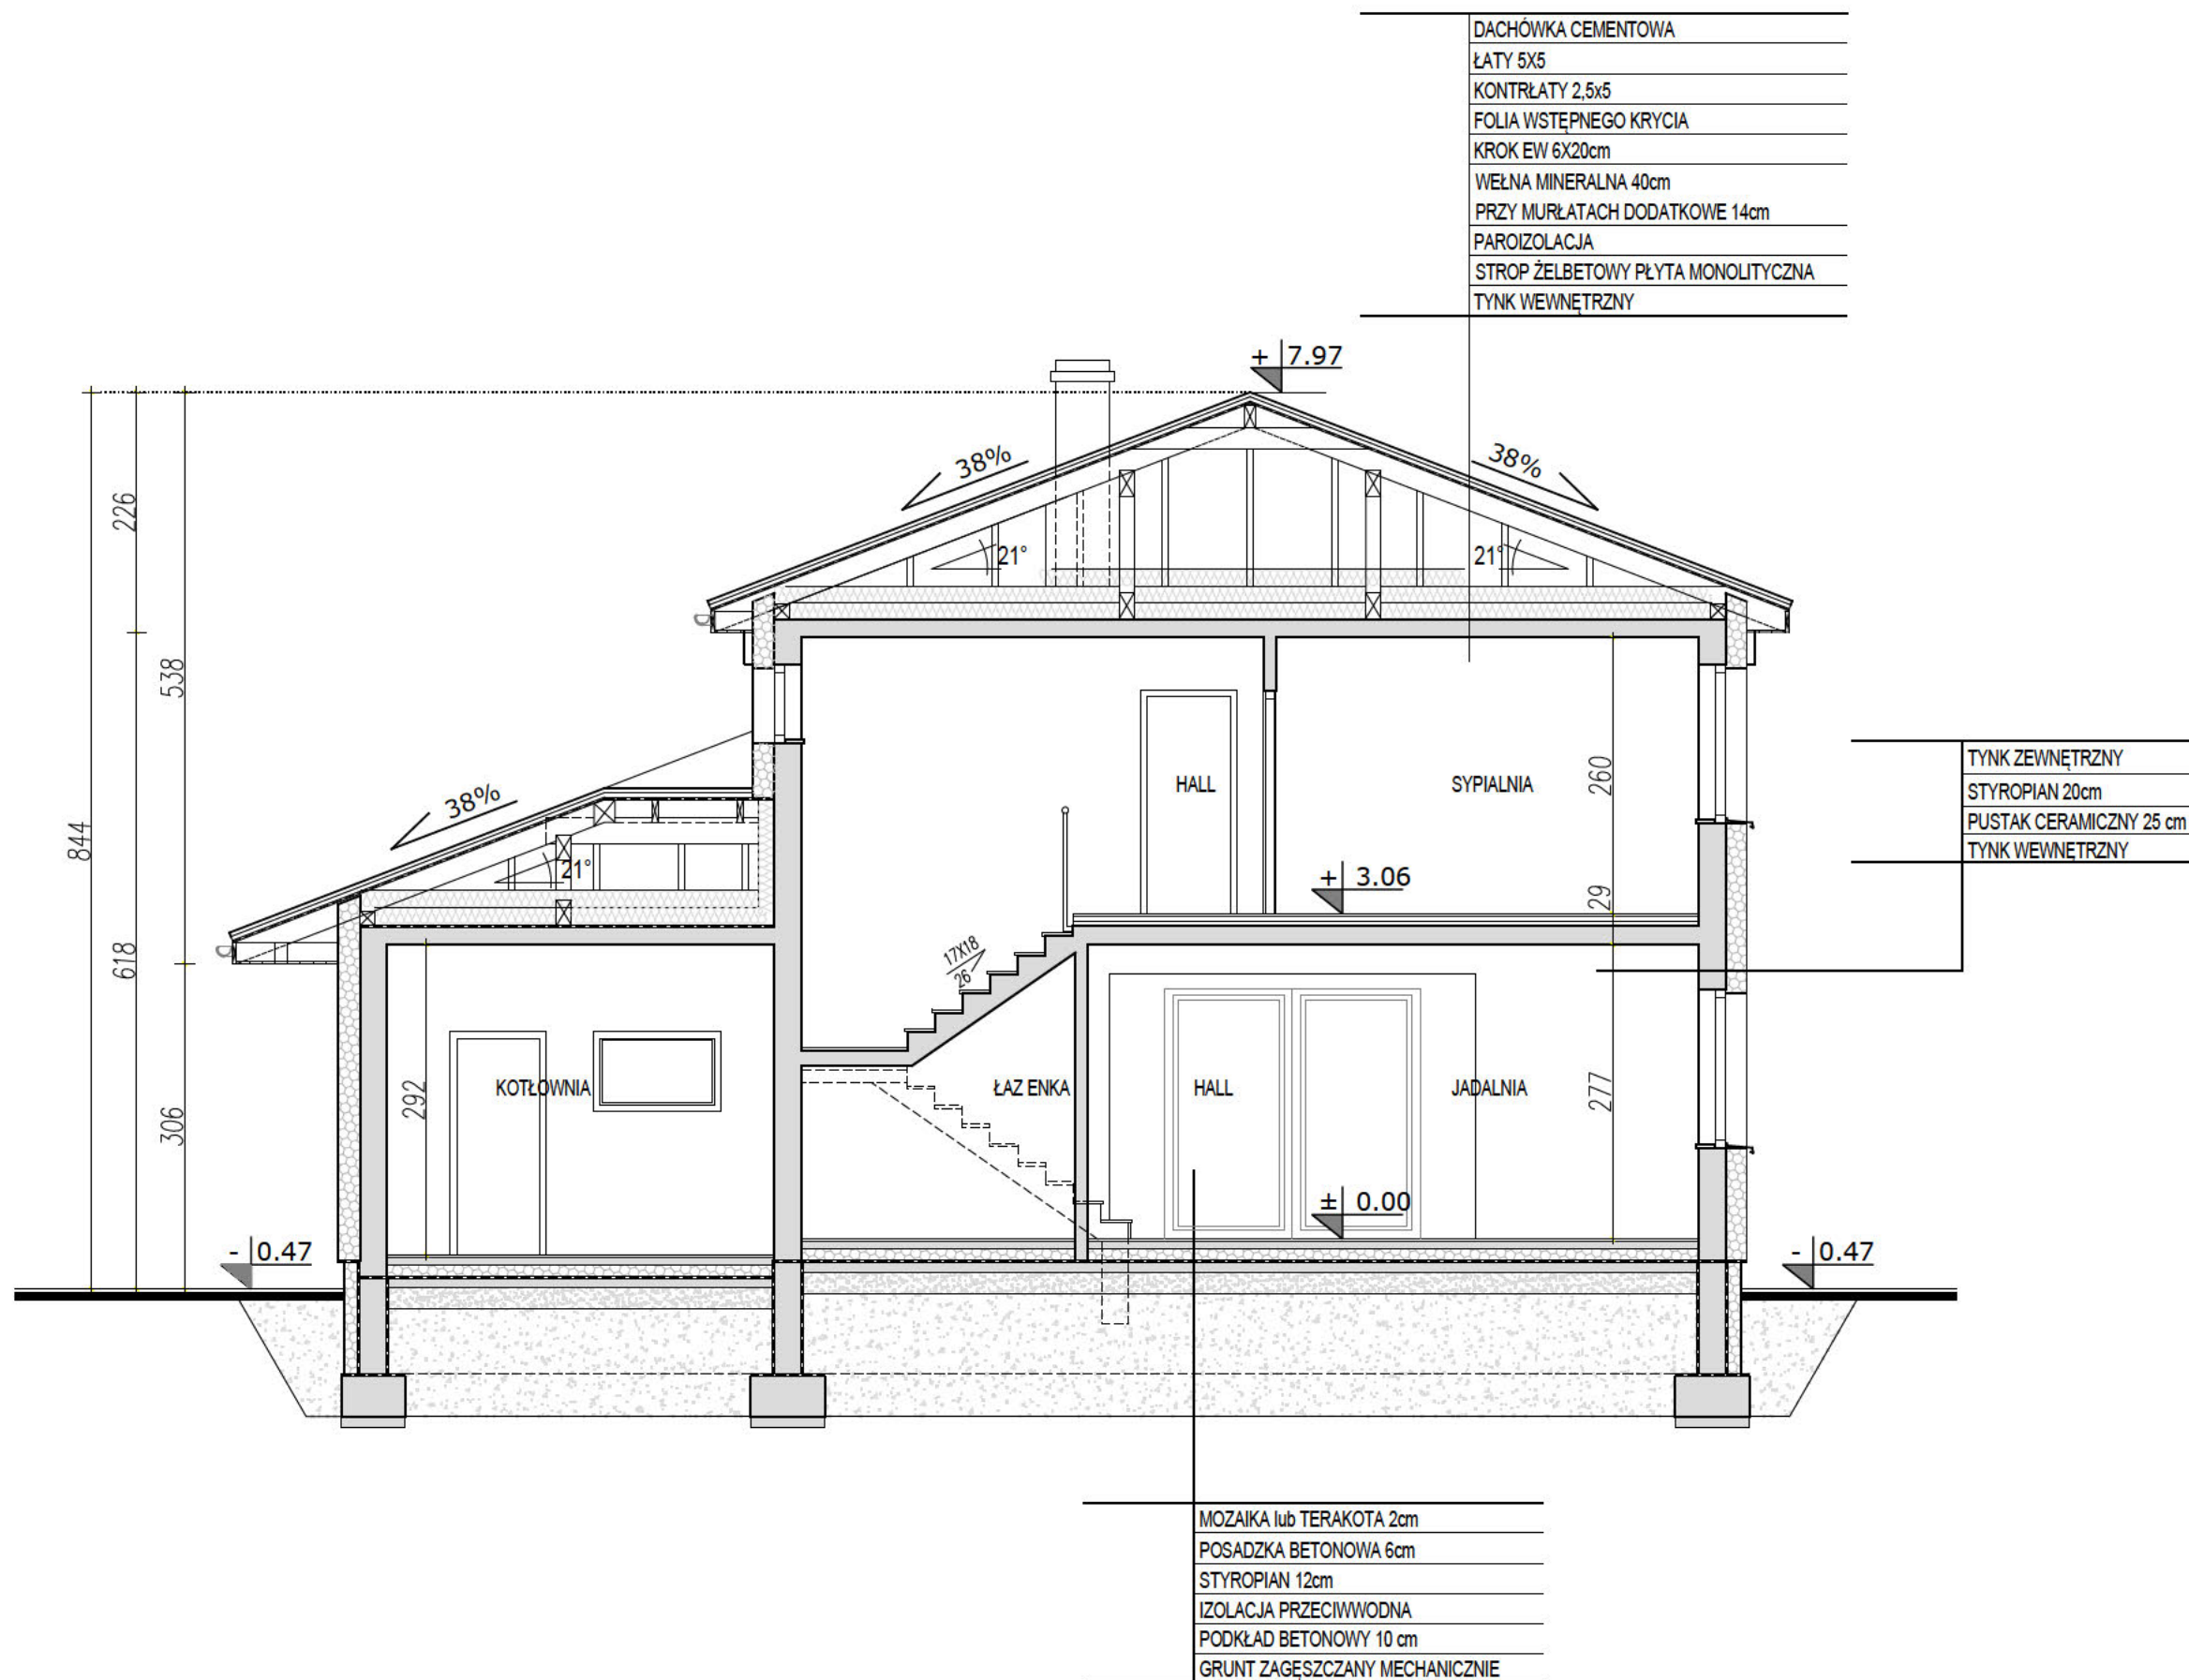 DACHÓWKA CEMENTOWA
ŁATY 5X5
KONTRŁATY 2,5x5
FOLIA WSTĘPNEGO KRYCIA
KROK EW 6X20cm
WEŁNA MINERALNA 40cm
PRZY MURŁATACH DODATKOWE 14cm
PAROIZOLACJA
STROP ŻELBETOWY PŁYTA MONOLITYCZNA
TYNK WEWNĘTRZNY
+ 7.97
38%
38%
226
21°
21°
538
TYNK ZEWNĘTRZNY
STYROPIAN 20cm
PUSTAK CERAMICZNY 25 cm
TYNK WEWNĘTRZNY
HALL
SYPIALNIA
260
38%
844
21°
+ 3.06
29
618
17X18
26
306
292
KOTŁOWNIA
ŁAZ ENKA
HALL
JADALNIA
277
± 0.00
- 0.47
- 0.47
MOZAIKA lub TERAKOTA 2cm
POSADZKA BETONOWA 6cm
STYROPIAN 12cm
IZOLACJA PRZECIWWODNA
PODKŁAD BETONOWY 10 cm
GRUNT ZAGĘSZCZANY MECHANICZNIE